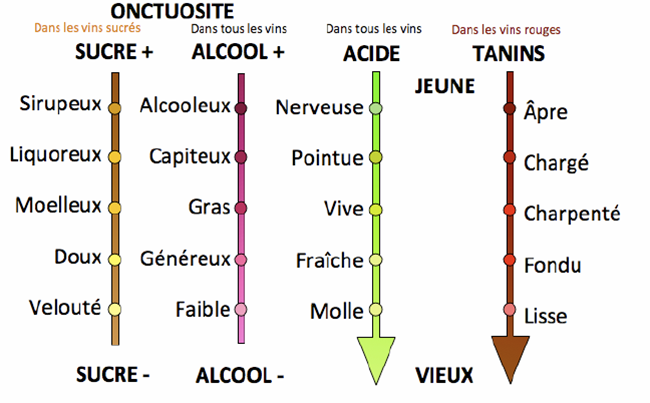 ONCTUOSITE
Dans les vins sucrés Dans tous les vins Dans tous les vins Dans les vins rouges
SUCRE + ALCOOL + ACIDE TANINS
JEUNE
Sirupeux Alcooleux Nerveuse Âpre
Liquoreux Capiteux Pointue Chargé
Moelleux Gras Vive Charpenté
Doux Généreux Fraîche Fondu
Velouté Faible Molle Lisse
SUCRE - ALCOOL - VIEUX